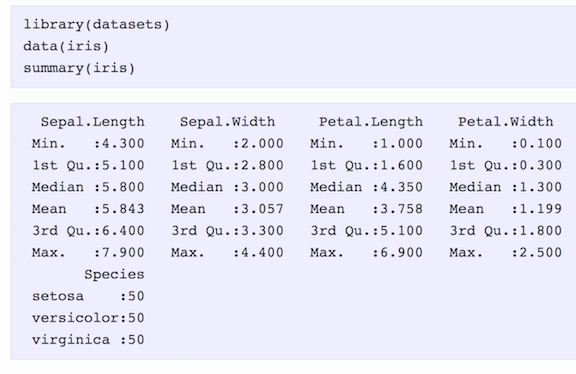 library(datasets)
data(iris)
summary(iris)
Sepal.Length Sepal.Width Petal.Length Petal.Width
Min. :4.300 Min. :2.000 Min. :1.000 Min. :0.100
1st Qu.:5.100 1st Qu.:2.800 1st Qu.:1.600 1st Qu.:0.300
Median :5.800 Median :3.000 Median :4.350 Median :1.300
Mean :5.843 Mean :3.057 Mean :3.758 Mean :1.199
3rd Qu.:6.400 3rd Qu.:3.300 3rd Qu.:5.100 3rd Qu.:1.800
Max. :7.900 Max. :4.400 Max. :6.900 Max. :2.500
Species
setosa :50
versicolor:50
virginica :50